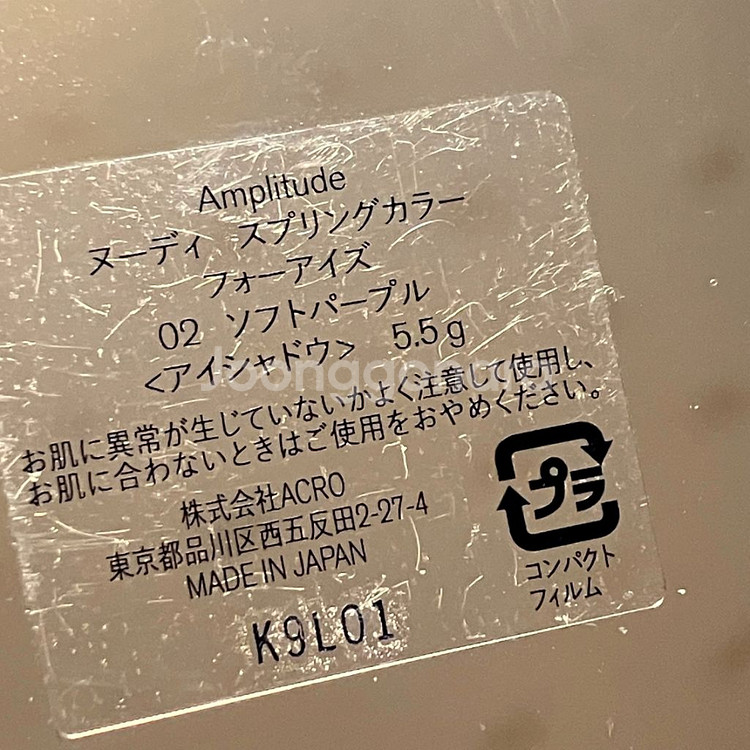 Amplitude
ヌーディ スプリングカラー
フォーアイズ
02 ソフトパープル
<アイシャドウ> 5.5g
お肌に異常が生じていないかよく注意して使用し、
お肌に合わないときはご使用をおやめください。
株式会社ACRO
東京都品川区西五反田2-27-4
MADE IN JAPAN
プラ
コンパクト
フィルム
K9L01